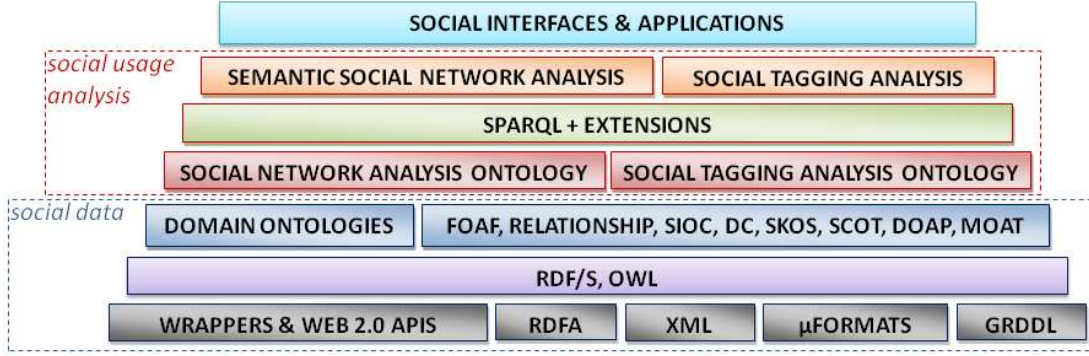 SOCIAL INTERFACES & APPLICATIONS
social usage
analysis
SEMANTIC SOCIAL NETWORK ANALYSIS
SOCIAL TAGGING ANALYSIS
SPARQL + EXTENSIONS
SOCIAL NETWORK ANALYSIS ONTOLOGY
SOCIAL TAGGING ANALYSIS ONTOLOGY
social data
DOMAIN ONTOLOGIES
FOAF, RELATIONSHIP, SIOC, DC, SKOS, SCOT, DOAP, MOAT
RDF/S, OWL
WRAPPERS & WEB 2.0 APIS
RDFA
XML
µFORMATS
GRDDL